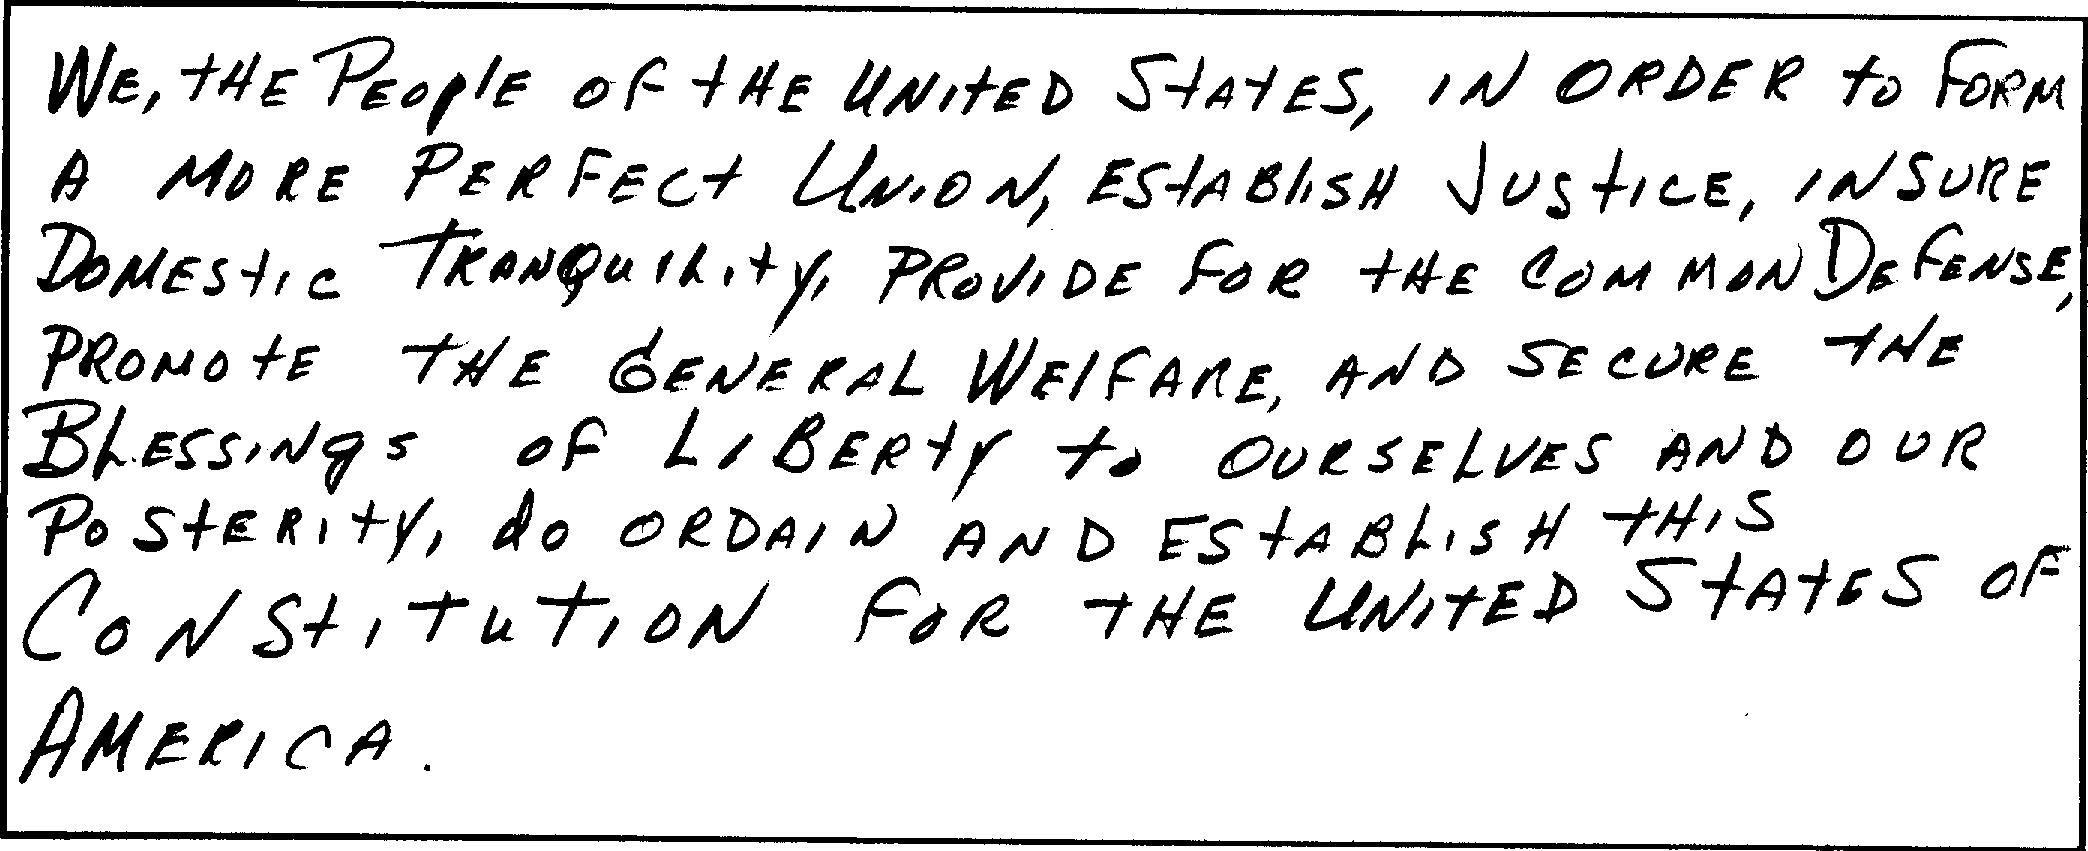 We, the People of the United States, in order to form
a more perfect Union, establish Justice, insure
Domestic Tranquility, provide for the common Defense,
promote the General Welfare, and secure the
Blessings of Liberty to ourselves and our
Posterity, do ordain and establish this
Constitution for the United States of
America.